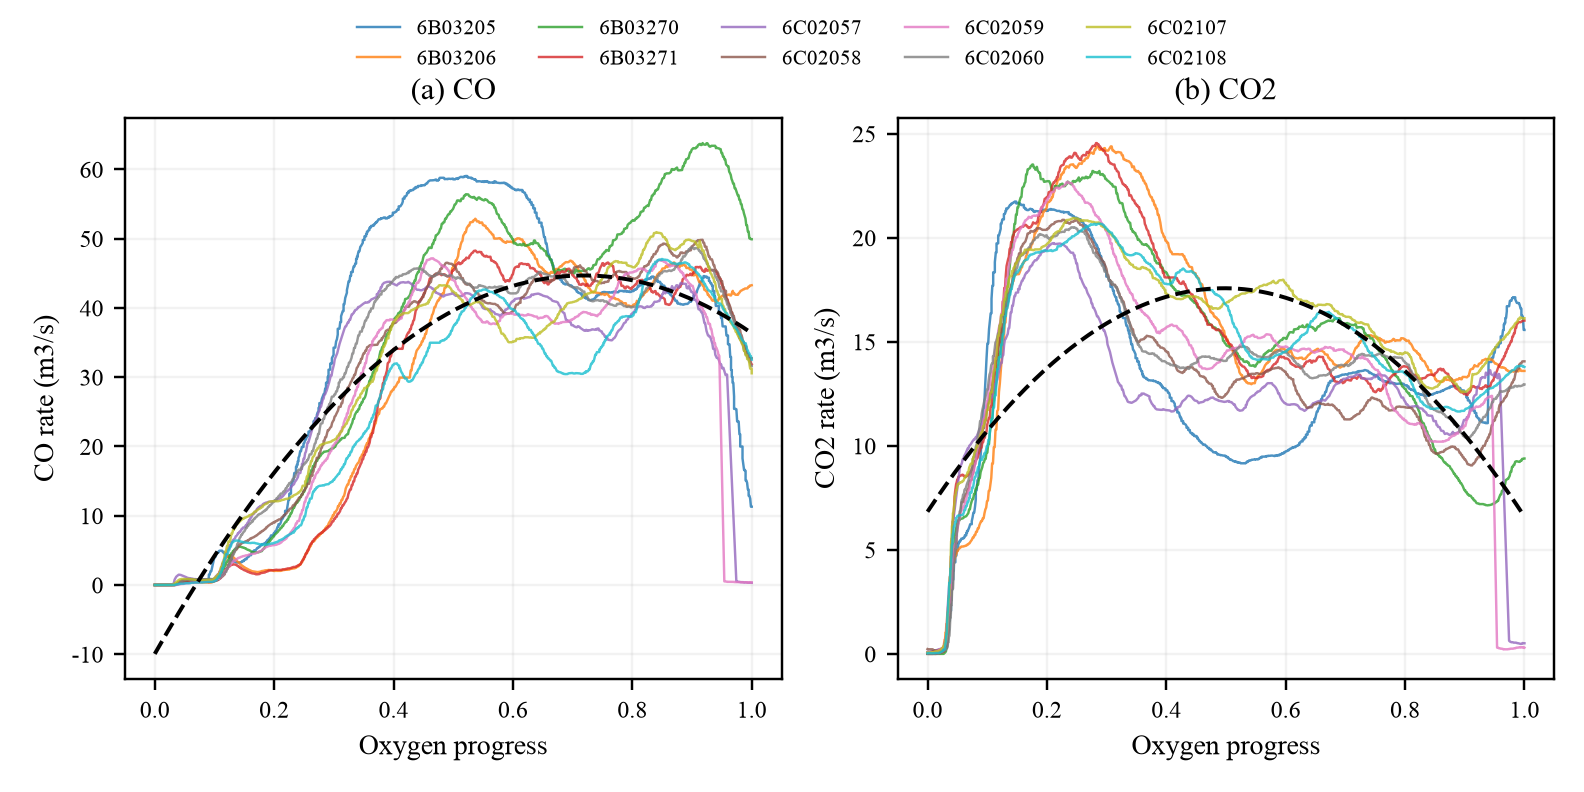 6B03205 6B03270 6C02057 6C02059 6C02107
6B03206 6B03271 6C02058 6C02060 6C02108
(a) CO
(b) CO2
CO rate (m3/s)
60
50
40
30
20
10
0
-10
0.0 0.2 0.4 0.6 0.8 1.0
Oxygen progress
CO2 rate (m3/s)
25
20
15
10
5
0
0.0 0.2 0.4 0.6 0.8 1.0
Oxygen progress